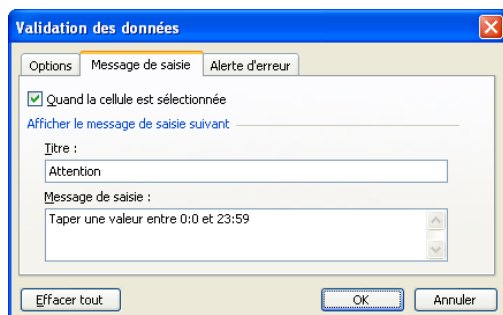 Validation des données
Options Message de saisie Alerte d'erreur
Quand la cellule est sélectionnée
Afficher le message de saisie suivant
Titre :
Attention
Message de saisie :
Taper une valeur entre 0:0 et 23:59
Effacer tout OK Annuler